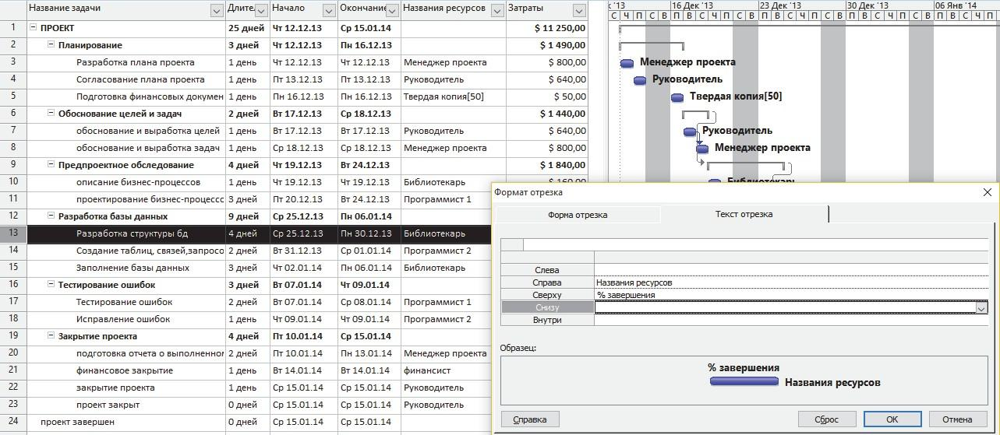 Название задачи Длител Начало Окончание Названия ресурсов Затраты '13 16 Дек '13 23 Дек '13 30 Дек '13 06 Янв '14
С Ч П С В П В С Ч П С В П В С Ч П С В П В С Ч П С В П В С Ч П
1 ПРОЕКТ 25 дней Чт 12.12.13 Ср 15.01.14 $ 11 250,00
2 Планирование 3 дней Чт 12.12.13 Пн 16.12.13 $ 1 490,00
3 Разработка плана проекта 1 день Чт 12.12.13 Чт 12.12.13 Менеджер проекта $ 800,00 Менеджер проекта
4 Согласование плана проекта 1 день Пт 13.12.13 Пт 13.12.13 Руководитель $ 640,00 Руководитель
5 Подготовка финансовых докумен 1 день Пн 16.12.13 Пн 16.12.13 Твердая копия[50] $ 50,00 Твердая копия[50]
6 Обоснование целей и задач 2 дней Вт 17.12.13 Ср 18.12.13 $ 1 440,00
7 обоснование и выработка целей 1 день Вт 17.12.13 Вт 17.12.13 Руководитель $ 640,00 Руководитель
8 обоснование и выработка задач 1 день Ср 18.12.13 Ср 18.12.13 Менеджер проекта $ 800,00 Менеджер проекта
9 Предпроектное обследование 4 дней Чт 19.12.13 Вт 24.12.13 $ 1 840,00
10 описание бизнес-процессов 1 день Чт 19.12.13 Чт 19.12.13 Библиотекарь $ 160,00 Библиотекарь
11 проектирование бизнес-процесс 3 дней Пт 20.12.13 Вт 24.12.13 Программист 1
12 Разработка базы данных 9 дней Ср 25.12.13 Пн 06.01.14
13 Разработка структуры бд 4 дней Ср 25.12.13 Пн 30.12.13 Библиотекарь
14 Создание таблиц, связей,запросо 2 дней Вт 31.12.13 Ср 01.01.14 Программист 2
15 Заполнение базы данных 3 дней Чт 02.01.14 Пн 06.01.14 Библиотекарь
16 Тестирование ошибок 3 дней Вт 07.01.14 Чт 09.01.14
17 Тестирование ошибок 2 дней Вт 07.01.14 Ср 08.01.14 Программист 1
18 Исправление ошибок 1 день Чт 09.01.14 Чт 09.01.14 Программист 2
19 Закрытие проекта 4 дней Пт 10.01.14 Ср 15.01.14
20 подготовка отчета о выполненном 2 дней Пт 10.01.14 Пн 13.01.14 Менеджер проекта
21 финансовое закрытие 1 день Вт 14.01.14 Вт 14.01.14 финансист
22 закрытие проекта 1 день Ср 15.01.14 Ср 15.01.14 Руководитель
23 проект закрыт 0 дней Ср 15.01.14 Ср 15.01.14 Руководитель
24 проект завершен 0 дней Ср 15.01.14 Ср 15.01.14
Формат отрезка
Форма отрезка Текст отрезка
Слева
Справа Названия ресурсов
Сверху % завершения
Снизу
Внутри
Образец:
% завершения
Названия ресурсов
Справка Сброс ОК Отмена